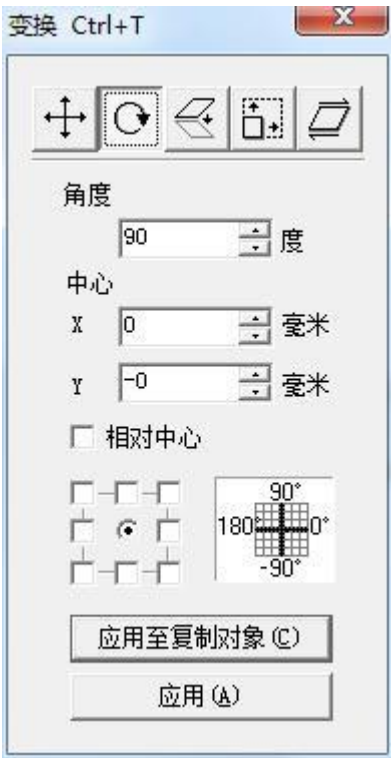 变换 Ctrl+T
角度
90 度
中心
X 0 毫米
Y -0 毫米
相对中心
90°
180° 0°
-90°
应用至复制对象(C)
应用(A)